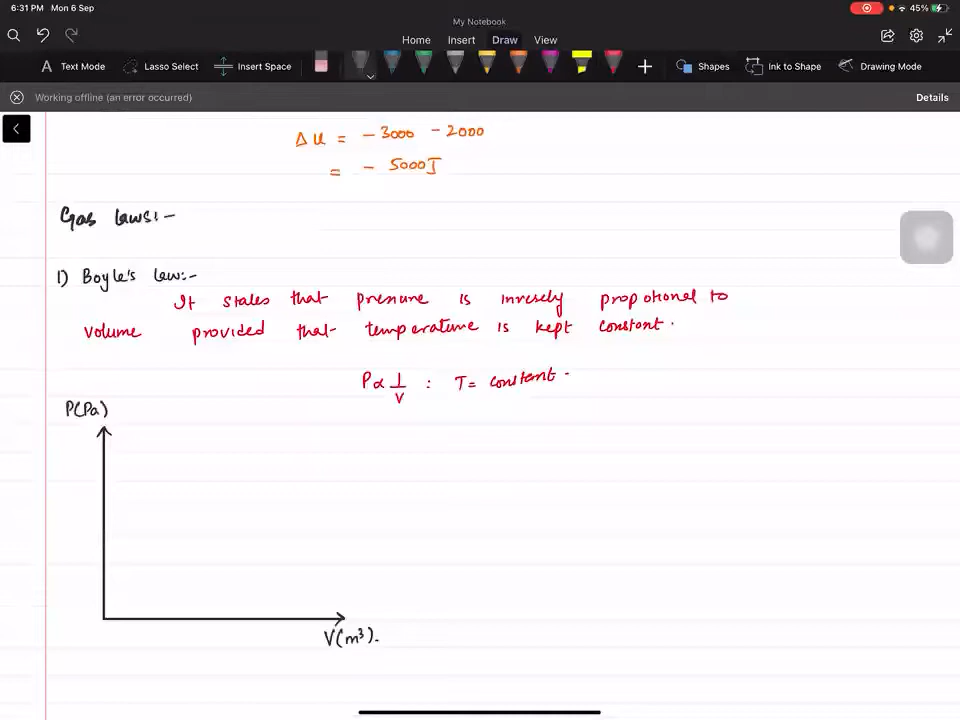 6:31 PM Mon 6 Sep
45%
My Notebook
Home Insert Draw View
Text Mode Lasso Select Insert Space Shapes Ink to Shape Drawing Mode
Working offline (an error occurred) Details
ΔU = - 3000 - 2000
= - 5000J
Gas laws:-
1) Boyle's law:-
It states that pressure is inversely proportional to
volume provided that temperature is kept constant.
P∝ 1/V : T= constant.
P(Pa)
V(m³).